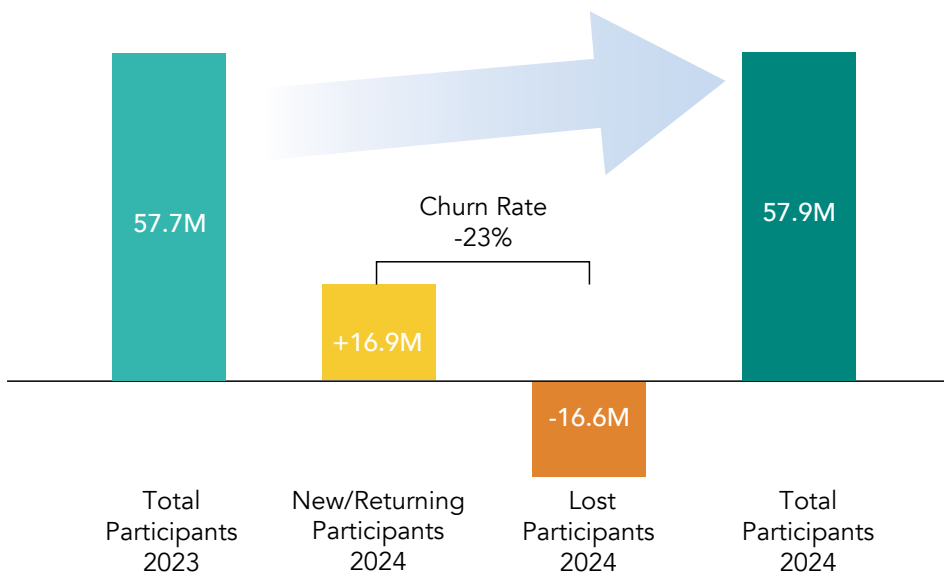 57.7M
Churn Rate
-23%
57.9M
+16.9M
-16.6M
Total
Participants
2023
New/Returning
Participants
2024
Lost
Participants
2024
Total
Participants
2024